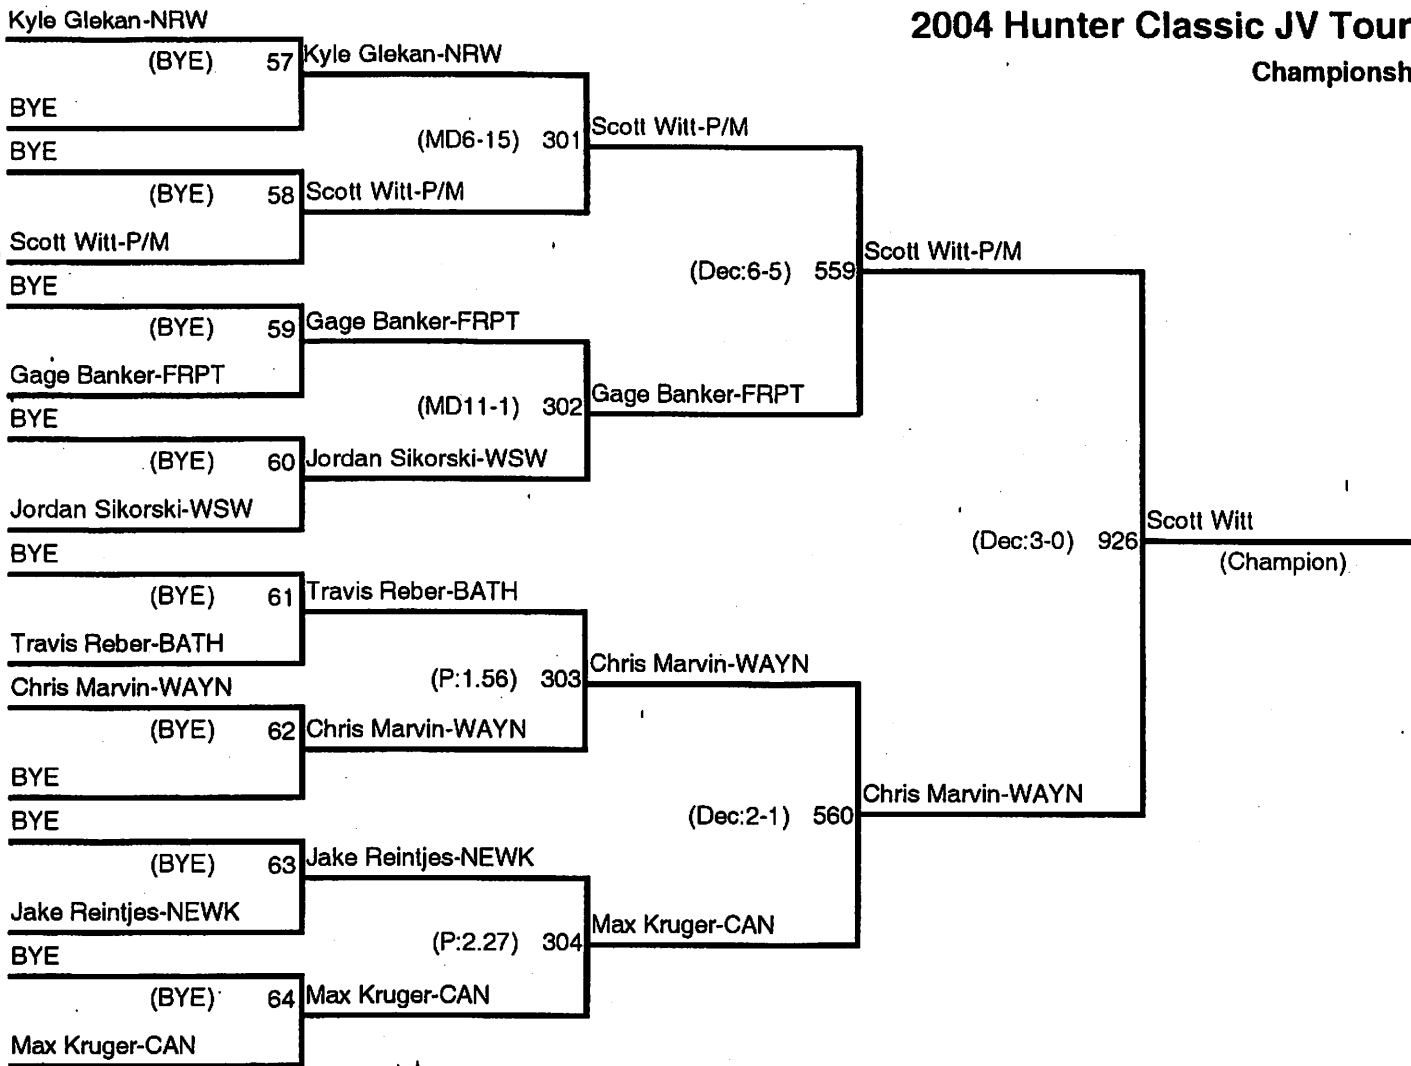 2004 Hunter Classic JV Tour
Championsh
Kyle Glekan-NRW
(BYE) 57
BYE
Kyle Glekan-NRW
BYE
(BYE) 58
Scott Witt-P/M
Scott Witt-P/M
(MD6-15) 301
Scott Witt-P/M
BYE
(BYE) 59
Gage Banker-FRPT
Gage Banker-FRPT
BYE
(BYE) 60
Jordan Sikorski-WSW
Jordan Sikorski-WSW
(MD11-1) 302
Gage Banker-FRPT
(Dec:6-5) 559
Scott Witt-P/M
BYE
(BYE) 61
Travis Reber-BATH
Travis Reber-BATH
Chris Marvin-WAYN
(BYE) 62
BYE
Chris Marvin-WAYN
(P:1.56) 303
Chris Marvin-WAYN
BYE
(BYE) 63
Jake Reintjes-NEWK
Jake Reintjes-NEWK
BYE
(BYE) 64
Max Kruger-CAN
Max Kruger-CAN
(P:2.27) 304
Max Kruger-CAN
(Dec:2-1) 560
Chris Marvin-WAYN
(Dec:3-0) 926
Scott Witt
(Champion)